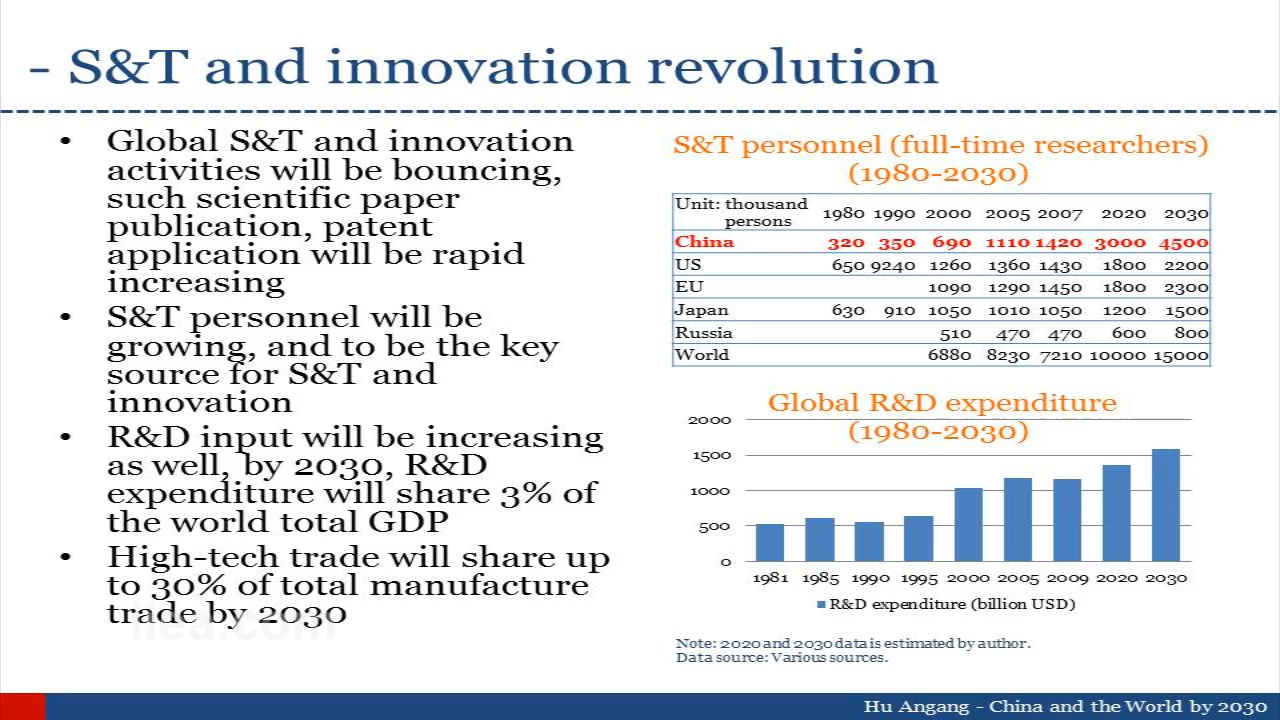 - S&T and innovation revolution
• Global S&T and innovation
activities will be bouncing,
such scientific paper
publication, patent
application will be rapid
increasing
• S&T personnel will be
growing, and to be the key
source for S&T and
innovation
• R&D input will be increasing
as well, by 2030, R&D
expenditure will share 3% of
the world total GDP
• High-tech trade will share up
to 30% of total manufacture
trade by 2030
S&T personnel (full-time researchers)
(1980-2030)
Unit: thousand
persons 1980 1990 2000 2005 2007 2020 2030
China 320 350 690 1110 1420 3000 4500
US 650 9240 1260 1360 1430 1800 2200
EU 1090 1290 1450 1800 2300
Japan 630 910 1050 1010 1050 1200 1500
Russia 510 470 470 600 800
World 6880 8230 7210 10000 15000
Global R&D expenditure
(1980-2030)
2000
1500
1000
500
0
1981 1985 1990 1995 2000 2005 2009 2020 2030
R&D expenditure (billion USD)
Note: 2020 and 2030 data is estimated by author.
Data source: Various sources.
Hu Angang - China and the World by 2030